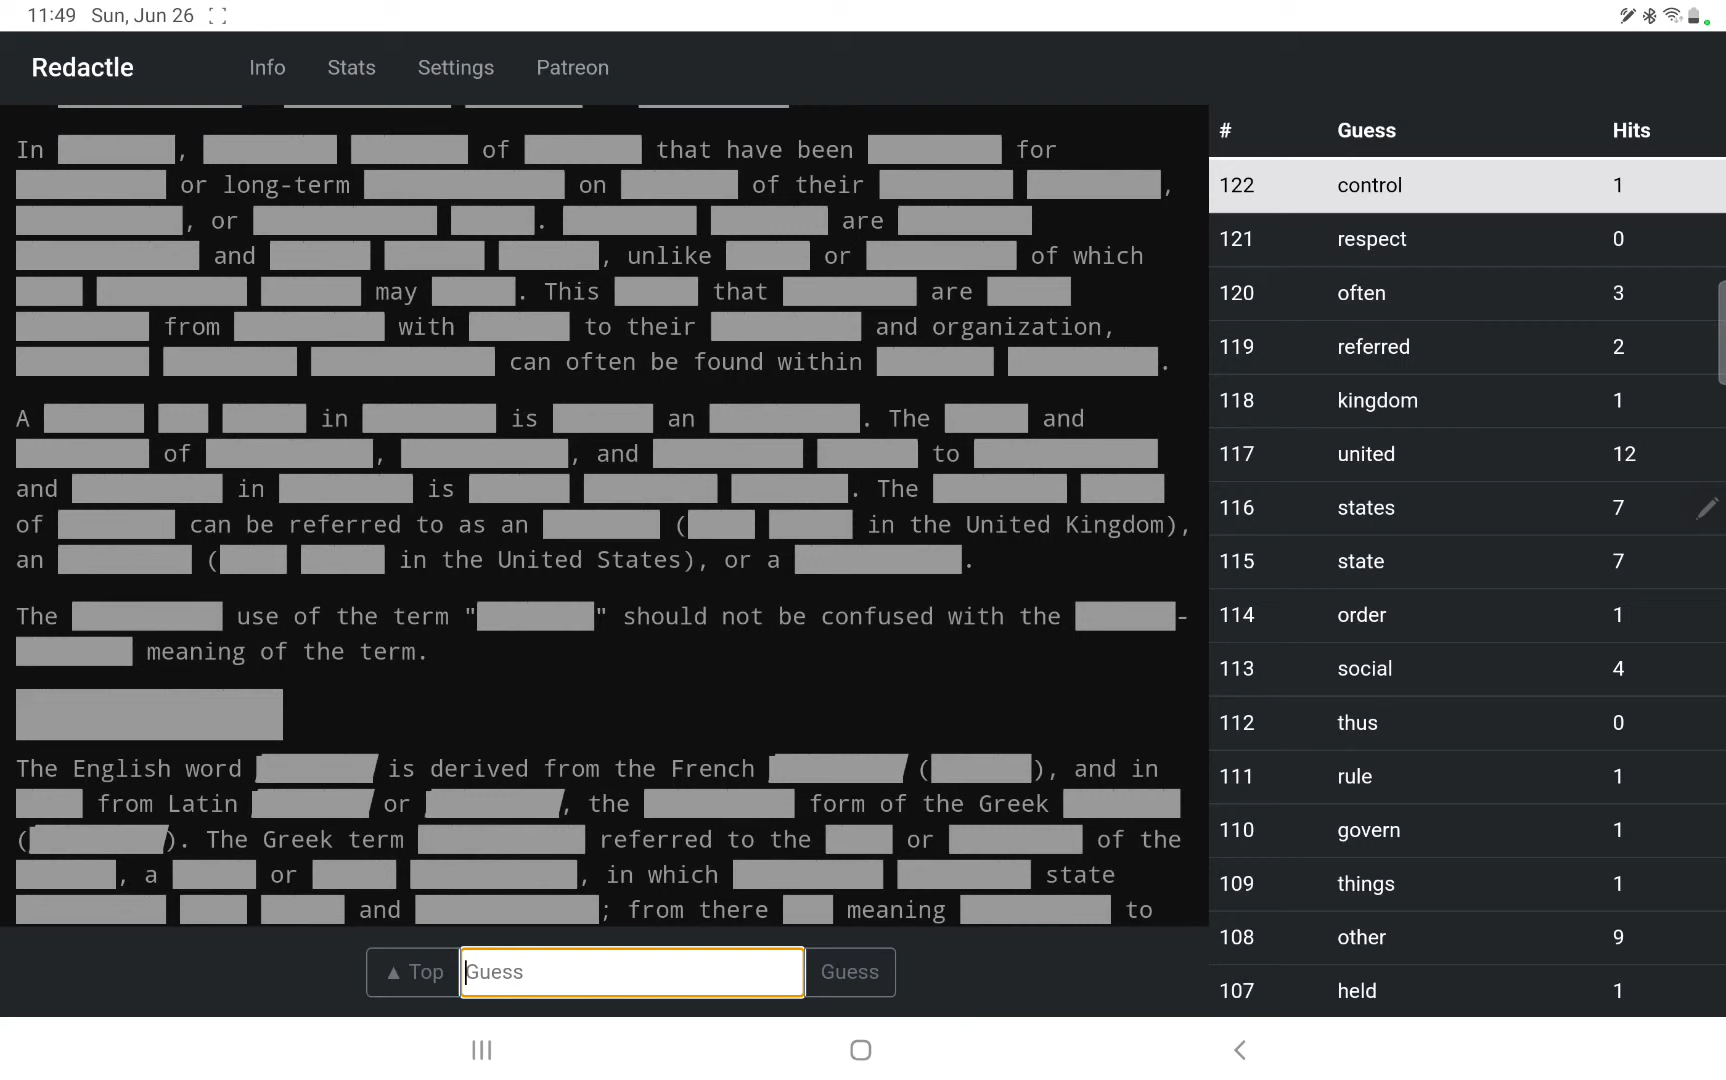 11:49 Sun, Jun 26
Redactle Info Stats Settings Patreon
In , of that have been for
or long-term on of their ,
, or . are
and , unlike or of which
may . This that are
from with to their and organization,
can often be found within .
A in is an . The and
of , , and to
and in is . The
of can be referred to as an ( in the United Kingdom),
an ( in the United States), or a .
The use of the term " " should not be confused with the -
meaning of the term.
The English word is derived from the French ( ), and in
from Latin or , the form of the Greek
( ). The Greek term referred to the or of the
, a or , in which state
and ; from there meaning to
▲ Top Guess Guess
# Guess Hits
122 control 1
121 respect 0
120 often 3
119 referred 2
118 kingdom 1
117 united 12
116 states 7
115 state 7
114 order 1
113 social 4
112 thus 0
111 rule 1
110 govern 1
109 things 1
108 other 9
107 held 1